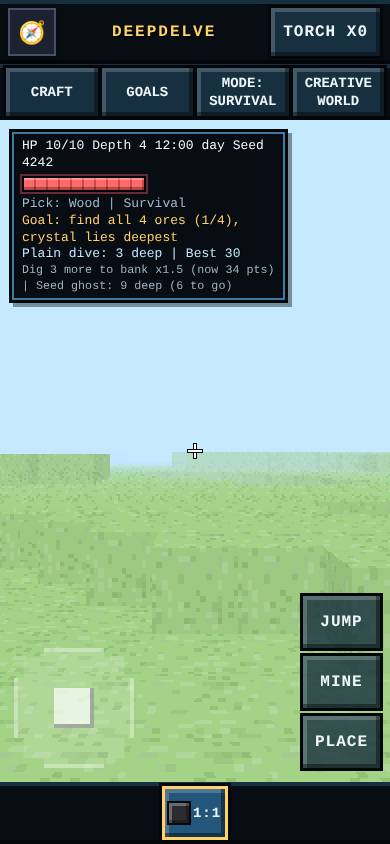 DEEPDELVE
TORCH X0
CRAFT
GOALS
MODE:
SURVIVAL
CREATIVE
WORLD
HP 10/10 Depth 4 12:00 day Seed
4242
Pick: Wood | Survival
Goal: find all 4 ores (1/4),
crystal lies deepest
Plain dive: 3 deep | Best 30
Dig 3 more to bank x1.5 (now 34 pts)
| Seed ghost: 9 deep (6 to go)
JUMP
MINE
PLACE
1:1